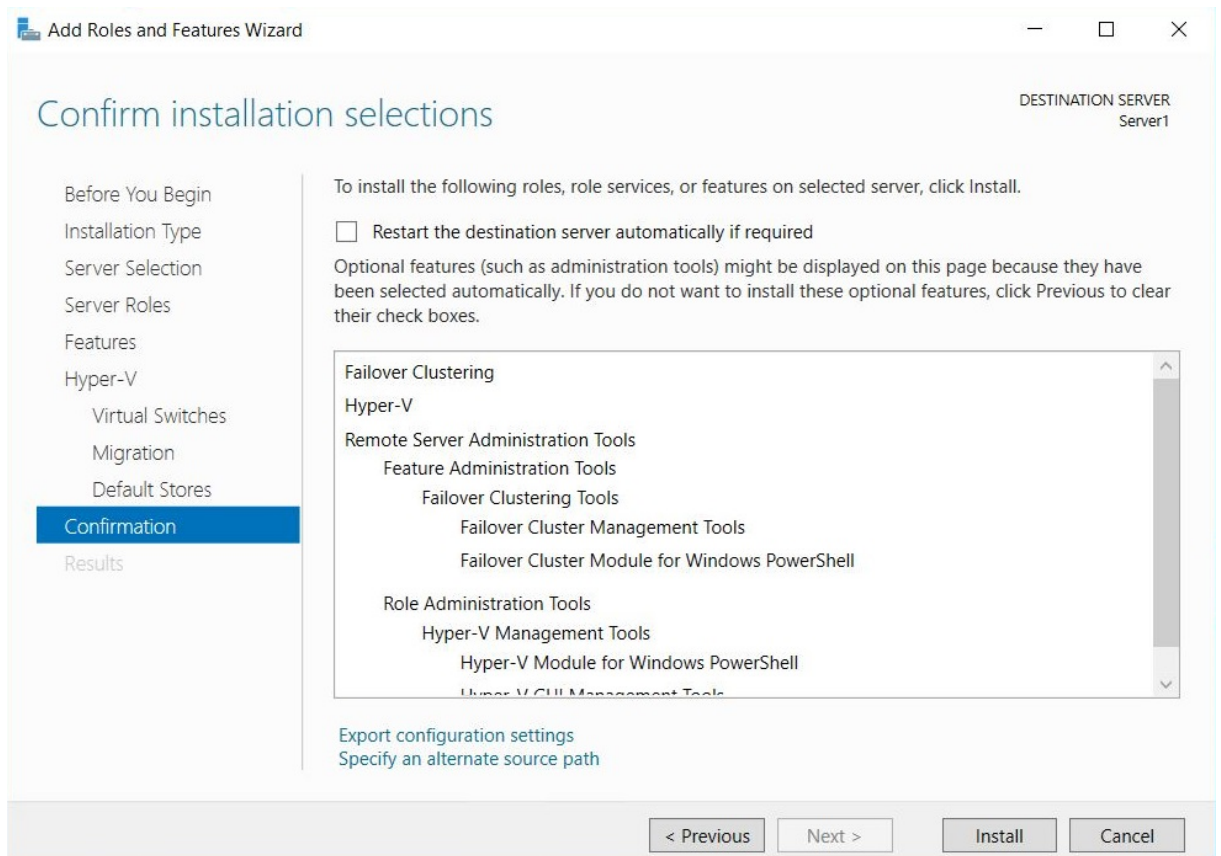 Add Roles and Features Wizard
Confirm installation selections
DESTINATION SERVER
Server1
Before You Begin
Installation Type
Server Selection
Server Roles
Features
Hyper-V
Virtual Switches
Migration
Default Stores
Confirmation
Results
To install the following roles, role services, or features on selected server, click Install.
Restart the destination server automatically if required
Optional features (such as administration tools) might be displayed on this page because they have
been selected automatically. If you do not want to install these optional features, click Previous to clear
their check boxes.
Failover Clustering
Hyper-V
Remote Server Administration Tools
Feature Administration Tools
Failover Clustering Tools
Failover Cluster Management Tools
Failover Cluster Module for Windows PowerShell
Role Administration Tools
Hyper-V Management Tools
Hyper-V Module for Windows PowerShell
Hyper-V GUI Management Tools
Export configuration settings
Specify an alternate source path
< Previous
Next >
Install
Cancel